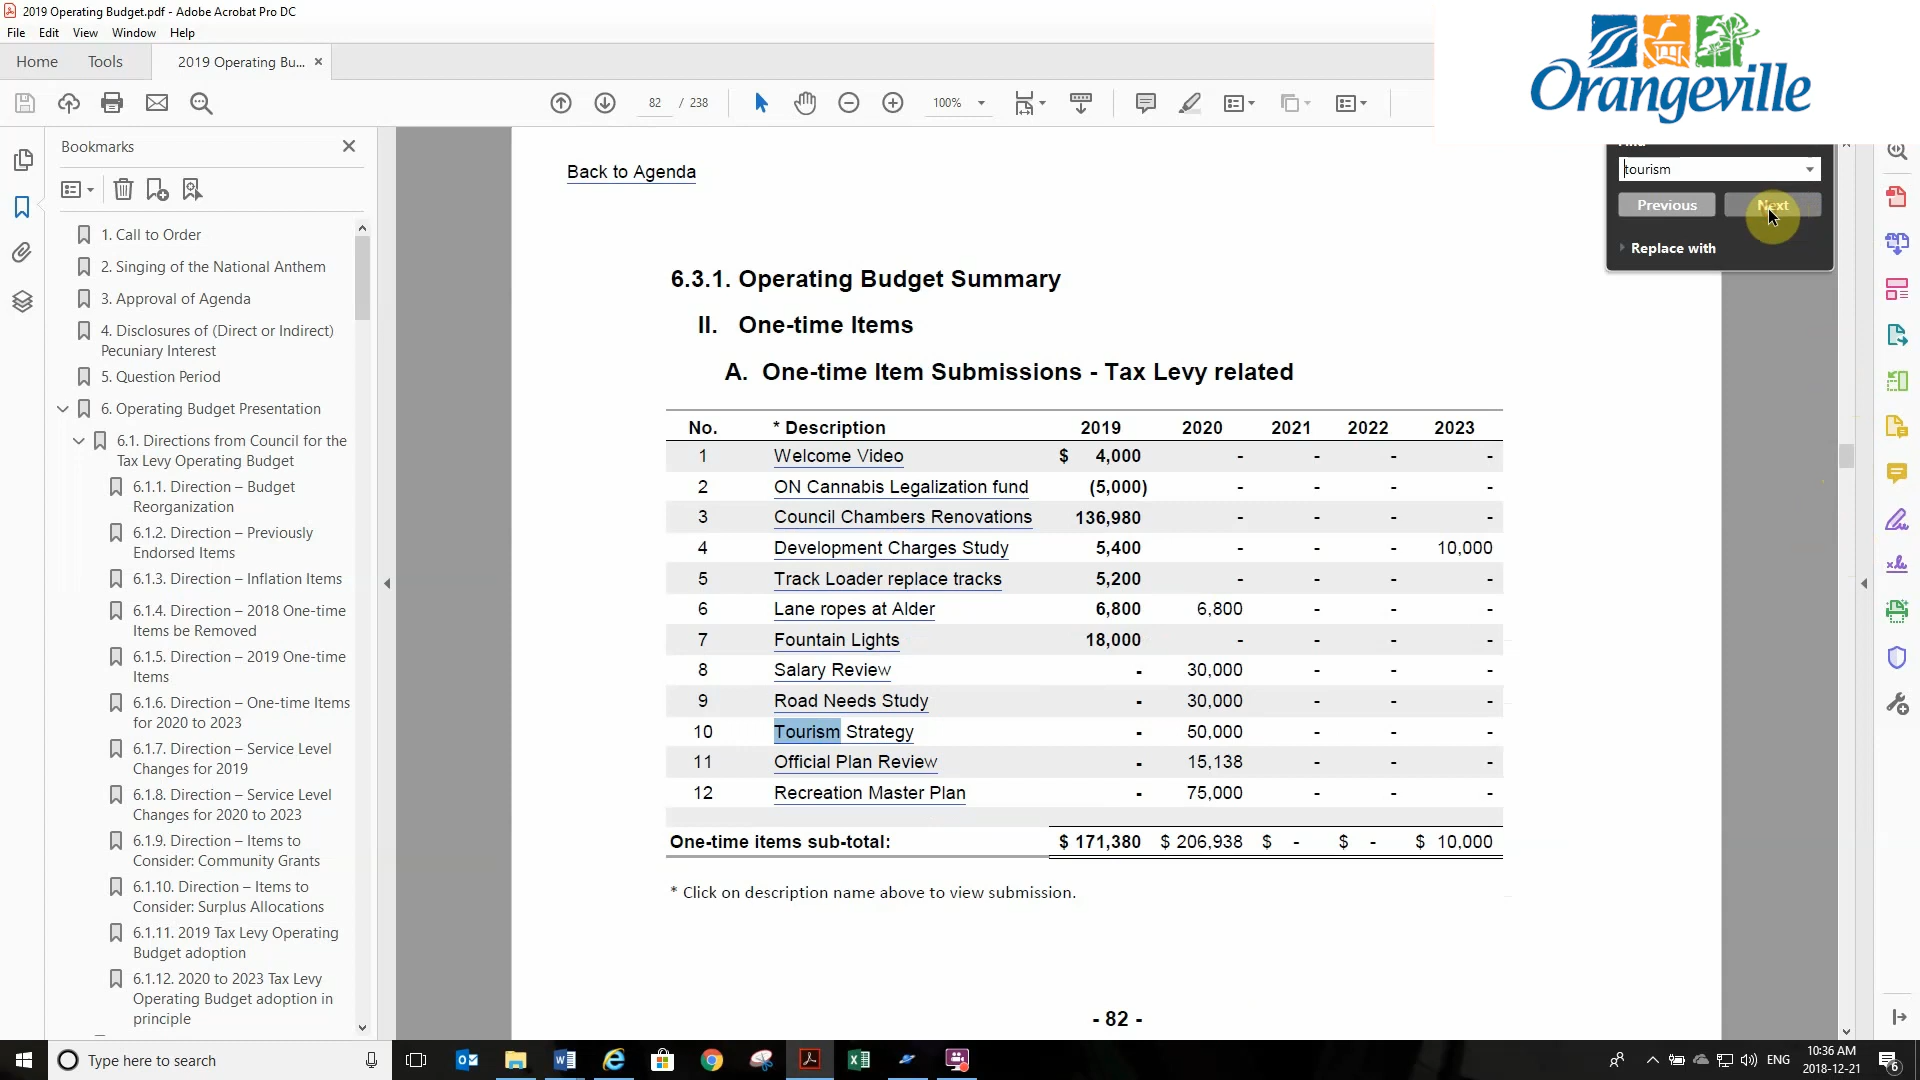 2019 Operating Budget.pdf - Adobe Acrobat Pro DC
File Edit View Window Help
Home Tools 2019 Operating Bu... ×
82 / 238 100%
Orangeville
Bookmarks
tourism
Previous Next
Replace with
1. Call to Order
2. Singing of the National Anthem
3. Approval of Agenda
4. Disclosures of (Direct or Indirect)
Pecuniary Interest
5. Question Period
6. Operating Budget Presentation
6.1. Directions from Council for the
Tax Levy Operating Budget
6.1.1. Direction – Budget
Reorganization
6.1.2. Direction – Previously
Endorsed Items
6.1.3. Direction – Inflation Items
6.1.4. Direction – 2018 One-time
Items be Removed
6.1.5. Direction – 2019 One-time
Items
6.1.6. Direction – One-time Items
for 2020 to 2023
6.1.7. Direction – Service Level
Changes for 2019
6.1.8. Direction – Service Level
Changes for 2020 to 2023
6.1.9. Direction – Items to
Consider: Community Grants
6.1.10. Direction – Items to
Consider: Surplus Allocations
6.1.11. 2019 Tax Levy Operating
Budget adoption
6.1.12. 2020 to 2023 Tax Levy
Operating Budget adoption in
principle
Back to Agenda
6.3.1. Operating Budget Summary
II. One-time Items
A. One-time Item Submissions - Tax Levy related
No. * Description 2019 2020 2021 2022 2023
1 Welcome Video $ 4,000 - - - -
2 ON Cannabis Legalization fund (5,000) - - - -
3 Council Chambers Renovations 136,980 - - - -
4 Development Charges Study 5,400 - - - 10,000
5 Track Loader replace tracks 5,200 - - - -
6 Lane ropes at Alder 6,800 6,800 - - -
7 Fountain Lights 18,000 - - - -
8 Salary Review - 30,000 - - -
9 Road Needs Study - 30,000 - - -
10 Tourism Strategy - 50,000 - - -
11 Official Plan Review - 15,138 - - -
12 Recreation Master Plan - 75,000 - - -
One-time items sub-total: $ 171,380 $ 206,938 $ - $ - $ 10,000
* Click on description name above to view submission.
- 82 -
Type here to search
ENG
10:36 AM
2018-12-21
6